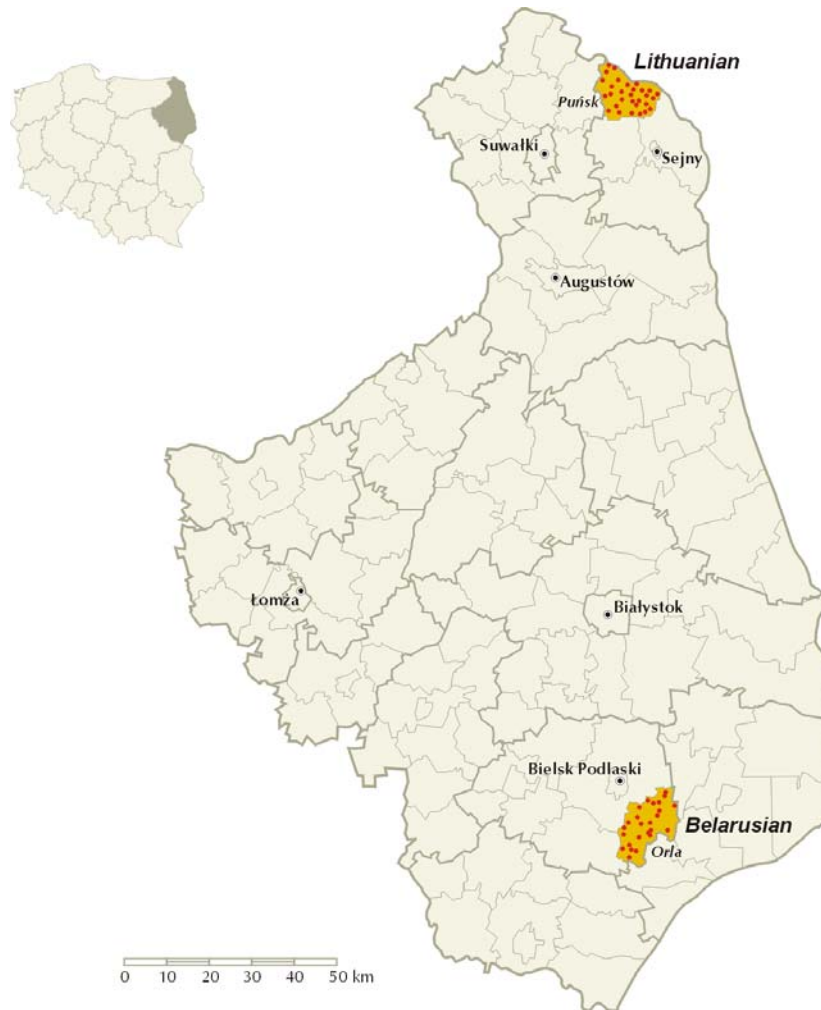 Lithuanian
Puńsk
Suwałki
Sejny
Augustów
Łomża
Białystok
Bielsk Podlaski
Belarusian
Orla
0 10 20 30 40 50 km